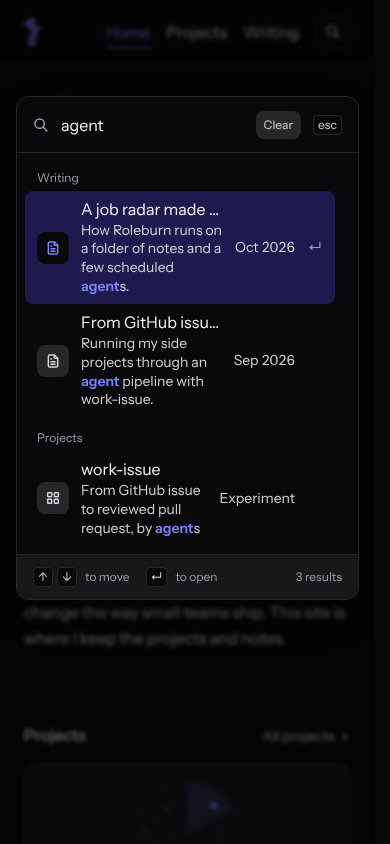 Home Projects Writing
agent Clear esc
Writing
A job radar made ...
How Roleburn runs on
a folder of notes and a
few scheduled
agents.
Oct 2026
From GitHub issu...
Running my side
projects through an
agent pipeline with
work-issue.
Sep 2026
Projects
work-issue
From GitHub issue
to reviewed pull
request, by agents
Experiment
to move to open 3 results
change the way small teams ship. This site is
where I keep the projects and notes.
Projects All projects